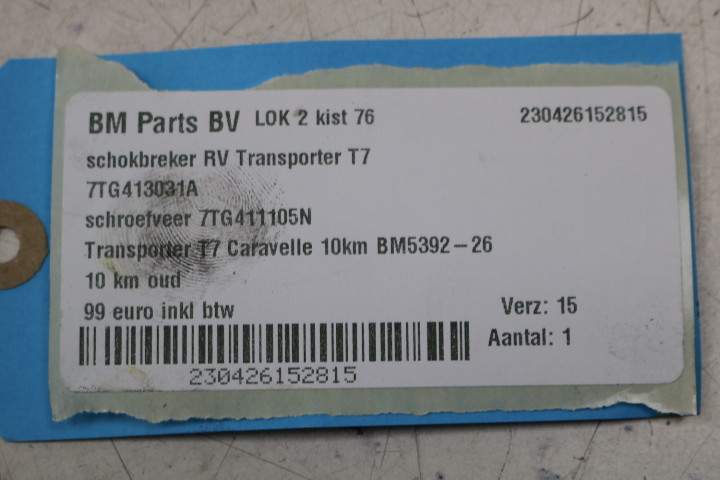 BM Parts BV LOK 2 kist 76 230426152815
schokbreker RV Transporter T7
7TG413031A
schroefveer 7TG411105N
Transporter T7 Caravelle 10km BM5392-26
10 km oud
99 euro inkl btw Verz: 15
Aantal: 1
230426152815